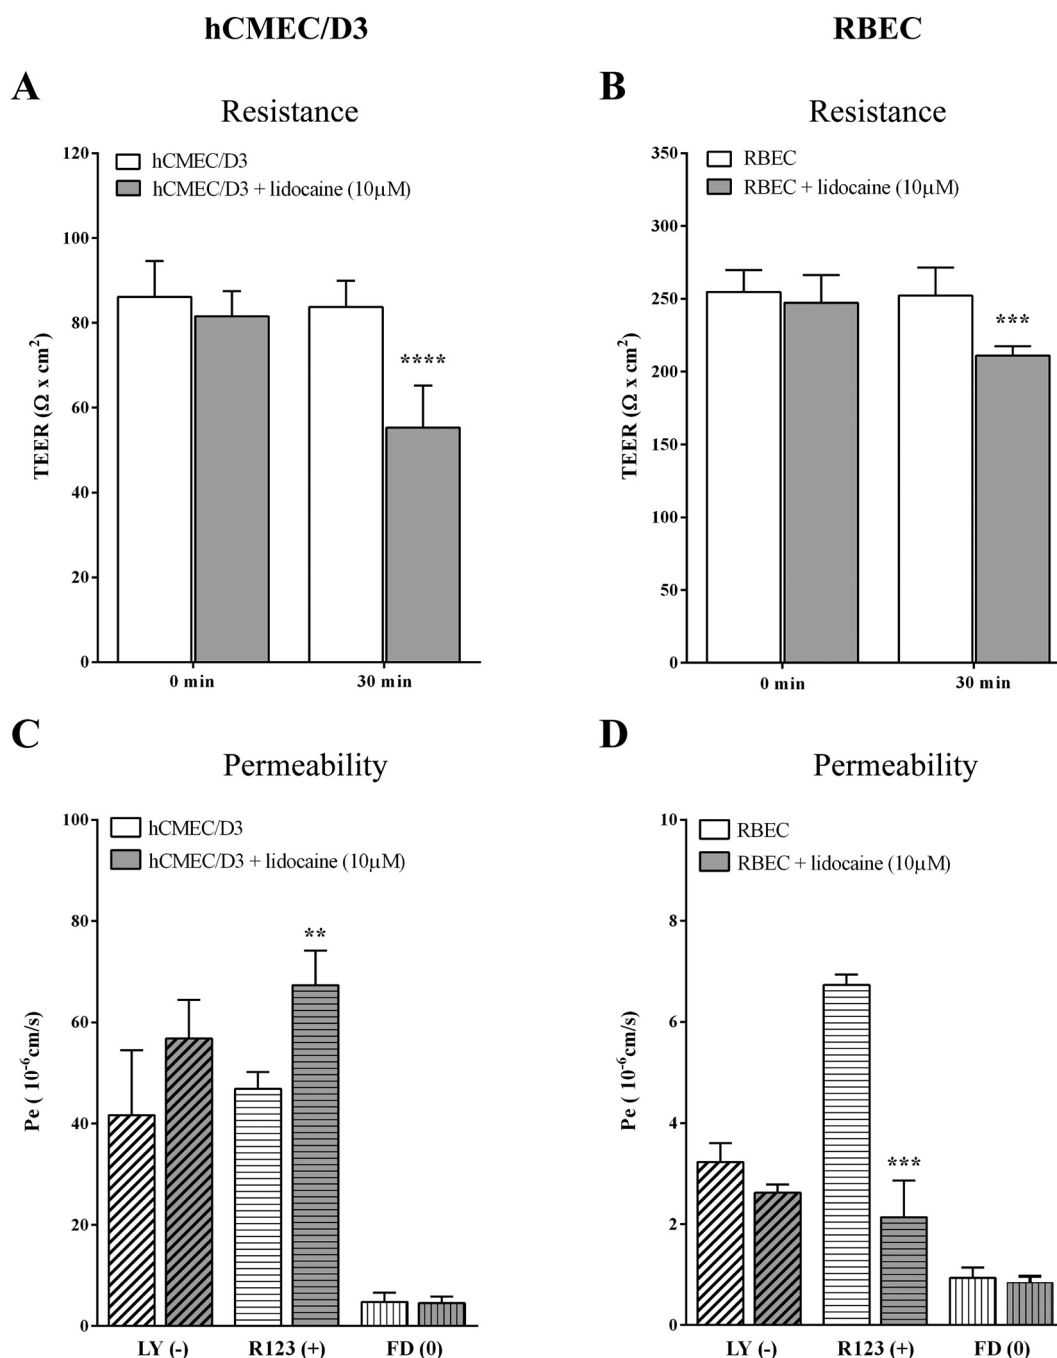 hCMEC/D3
RBEC
A
Resistance
hCMEC/D3
hCMEC/D3 + lidocaine (10μM)
TEER (Ω x cm²)
120
100
80
60
40
20
0
****
0 min
30 min
B
Resistance
RBEC
RBEC + lidocaine (10μM)
TEER (Ω x cm²)
350
300
250
200
150
100
50
0
***
0 min
30 min
C
Permeability
hCMEC/D3
hCMEC/D3 + lidocaine (10μM)
Pe ( 10⁻⁶cm/s)
100
80
60
40
20
0
**
LY (-)
R123 (+)
FD (0)
D
Permeability
RBEC
RBEC + lidocaine (10μM)
Pe ( 10⁻⁶cm/s)
10
8
6
4
2
0
***
LY (-)
R123 (+)
FD (0)